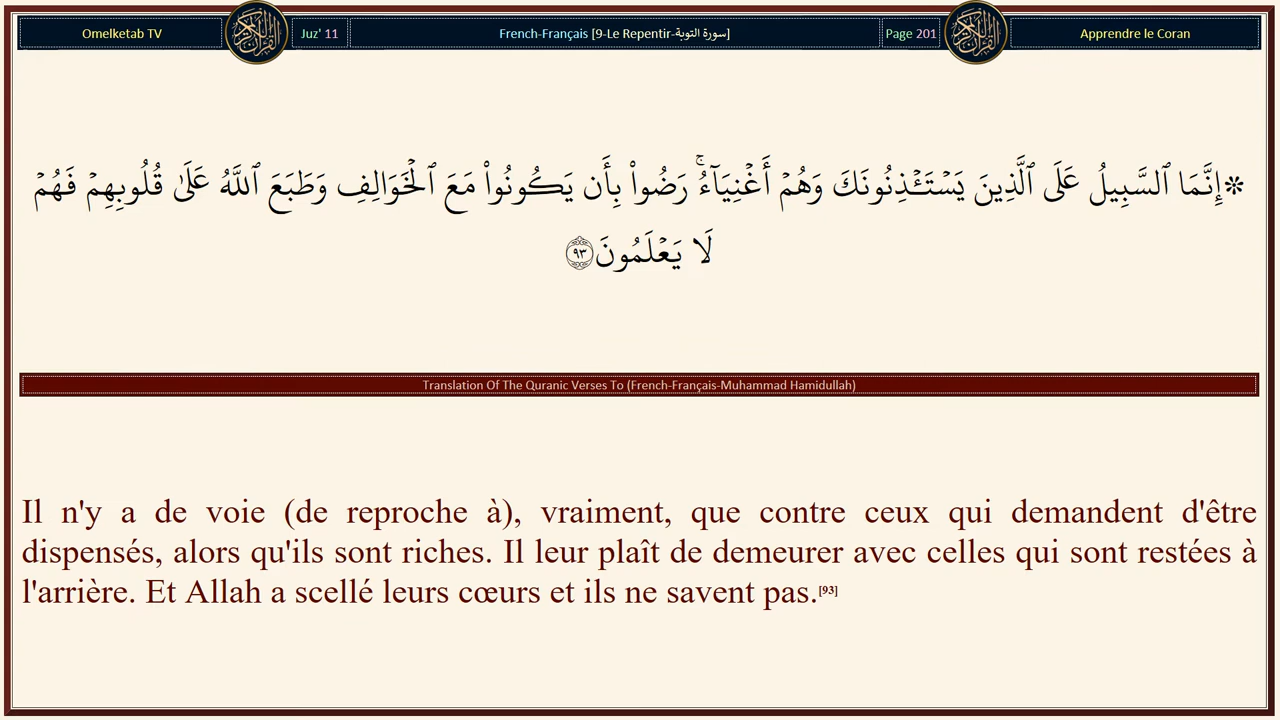 Omelketab TV
Juz' 11
French-Français [9-Le Repentir-سورة التوبة]
Page 201
Apprendre le Coran
۞إِنَّمَا ٱلسَّبِيلُ عَلَى ٱلَّذِينَ يَسْتَـْٔذِنُونَكَ وَهُمْ أَغْنِيَآءُ ۚ رَضُوا۟ بِأَن يَكُونُوا۟ مَعَ ٱلْخَوَالِفِ وَطَبَعَ ٱللَّهُ عَلَىٰ قُلُوبِهِمْ فَهُمْ
لَا يَعْلَمُونَ ٩٣
Translation Of The Quranic Verses To (French-Français-Muhammad Hamidullah)
Il n'y a de voie (de reproche à), vraiment, que contre ceux qui demandent d'être
dispensés, alors qu'ils sont riches. Il leur plaît de demeurer avec celles qui sont restées à
l'arrière. Et Allah a scellé leurs cœurs et ils ne savent pas.[93]